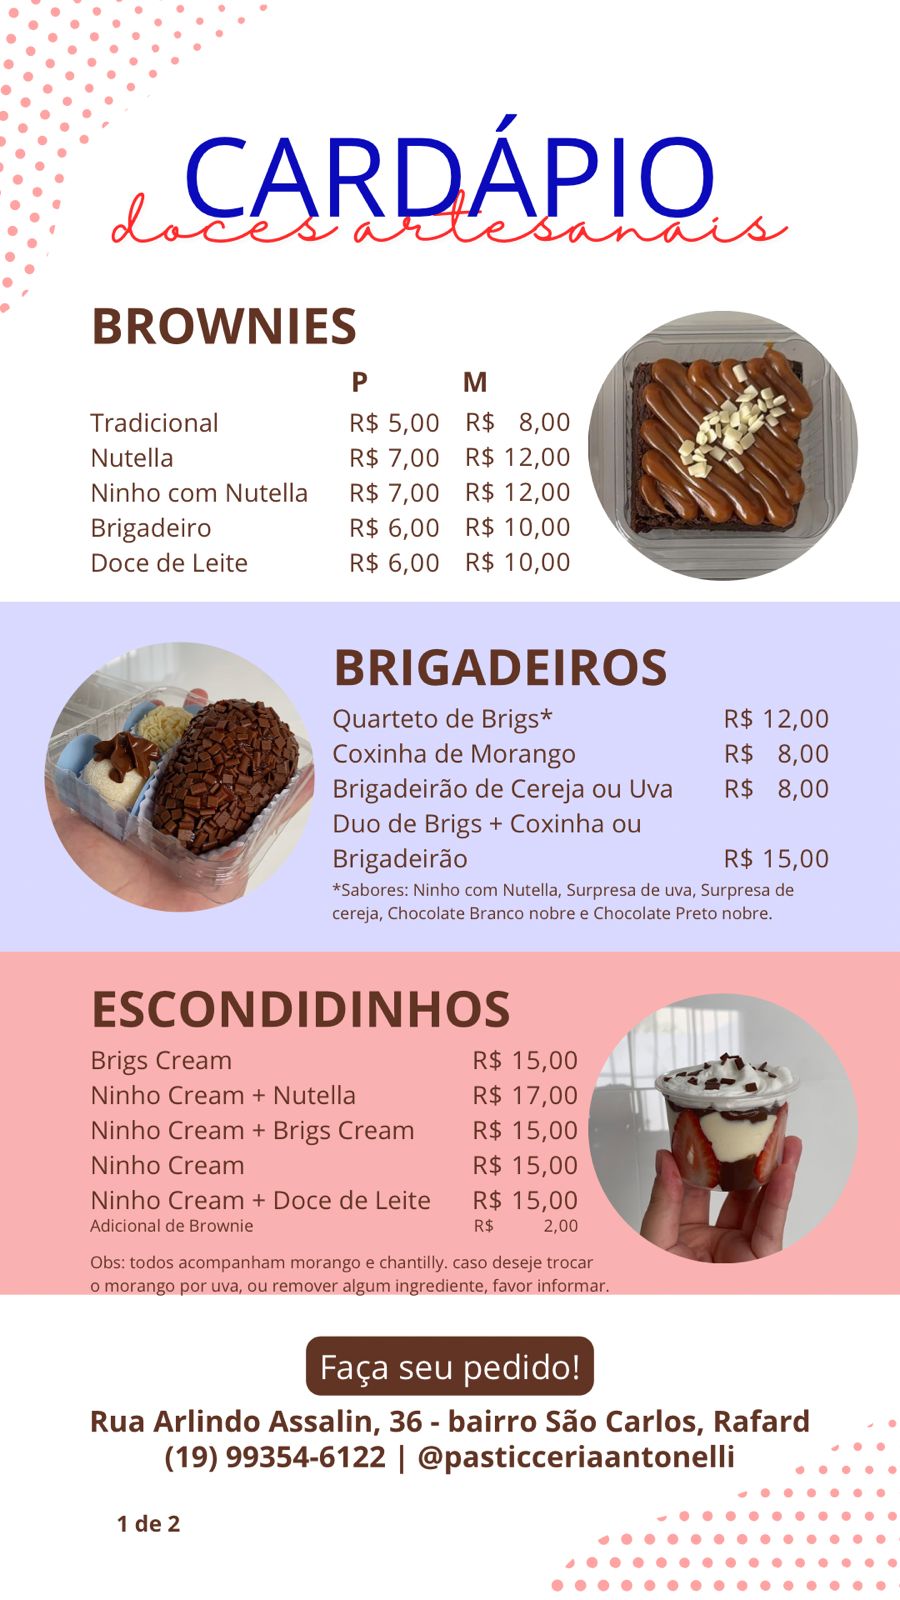 CARDÁPIO
doces artesanais
BROWNIES
P M
Tradicional R$ 5,00 R$ 8,00
Nutella R$ 7,00 R$ 12,00
Ninho com Nutella R$ 7,00 R$ 12,00
Brigadeiro R$ 6,00 R$ 10,00
Doce de Leite R$ 6,00 R$ 10,00
BRIGADEIROS
Quarteto de Brigs* R$ 12,00
Coxinha de Morango R$ 8,00
Brigadeirão de Cereja ou Uva R$ 8,00
Duo de Brigs + Coxinha ou
Brigadeirão R$ 15,00
*Sabores: Ninho com Nutella, Surpresa de uva, Surpresa de
cereja, Chocolate Branco nobre e Chocolate Preto nobre.
ESCONDIDINHOS
Brigs Cream R$ 15,00
Ninho Cream + Nutella R$ 17,00
Ninho Cream + Brigs Cream R$ 15,00
Ninho Cream R$ 15,00
Ninho Cream + Doce de Leite R$ 15,00
Adicional de Brownie R$ 2,00
Obs: todos acompanham morango e chantilly. caso deseje trocar
o morango por uva, ou remover algum ingrediente, favor informar.
Faça seu pedido!
Rua Arlindo Assalin, 36 - bairro São Carlos, Rafard
(19) 99354-6122 | @pasticceriaantonelli
1 de 2